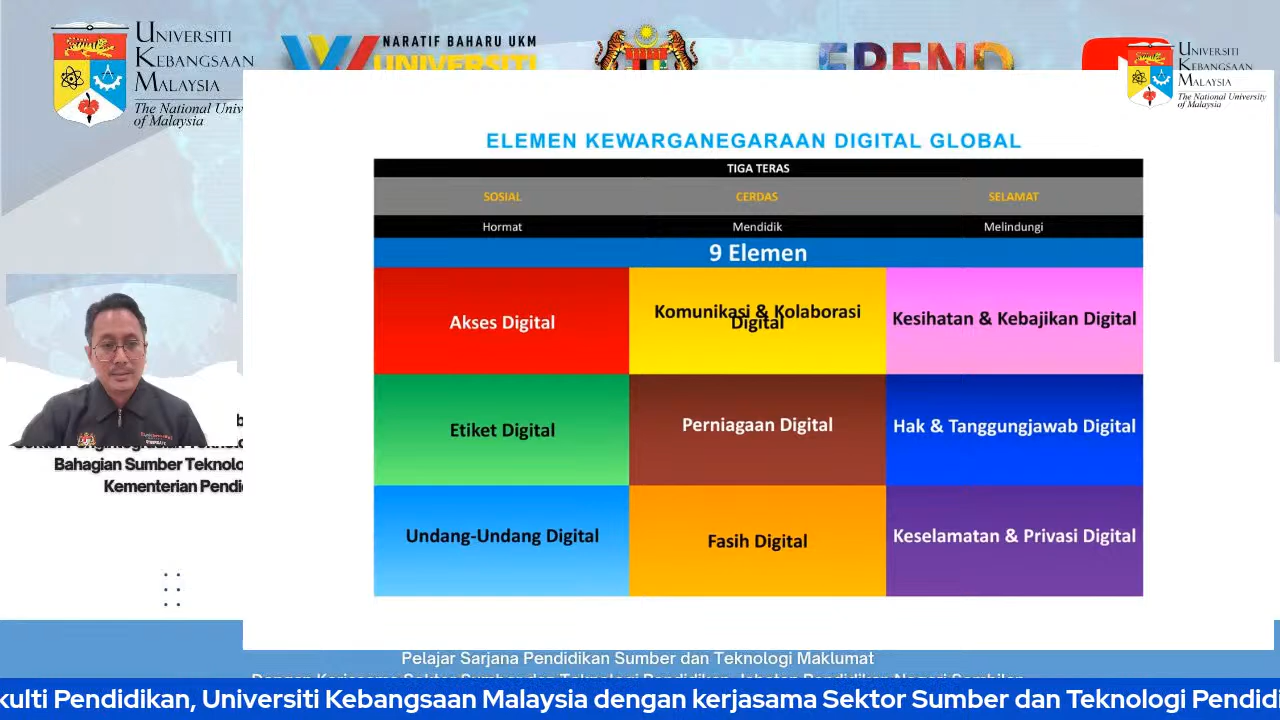 UNIVERSITI
KEBANGSAAN
MALAYSIA
The National
of Malaysia
NARATIF BAHARU UKM
UNIVERSITI
UNIVERSITI
KEBANGSAAN
MALAYSIA
The National University
of Malaysia
ELEMEN KEWARGANEGARAAN DIGITAL GLOBAL
TIGA TERAS
SOSIAL CERDAS SELAMAT
Hormat Mendidik Melindungi
9 Elemen
Akses Digital
Komunikasi & Kolaborasi
Digital
Kesihatan & Kebajikan Digital
Etiket Digital
Perniagaan Digital
Hak & Tanggungjawab Digital
Undang-Undang Digital
Fasih Digital
Keselamatan & Privasi Digital
Bahagian Sumber Teknolo
Kementerian Pendi
Pelajar Sarjana Pendidikan Sumber dan Teknologi Maklumat
kulti Pendidikan, Universiti Kebangsaan Malaysia dengan kerjasama Sektor Sumber dan Teknologi Pendidi